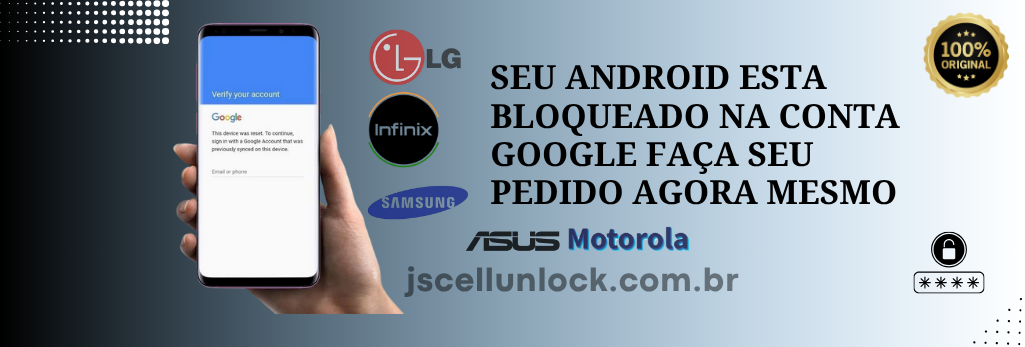 Verify your account
Google
This device was reset. To continue,
sign in with a Google Account that was
previously synced on this device.
Email or phone
LG
Infinix
SAMSUNG
ASUS Motorola
SEU ANDROID ESTA
BLOQUEADO NA CONTA
GOOGLE FAÇA SEU
PEDIDO AGORA MESMO
jscellunlock.com.br
100%
ORIGINAL
****